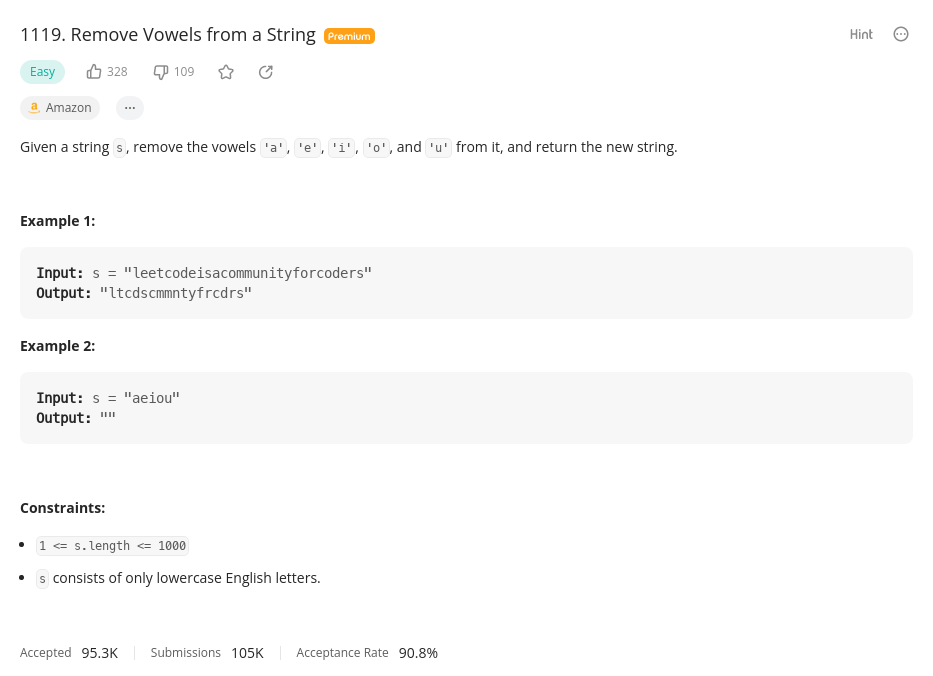 1119. Remove Vowels from a String Premium Hint
Easy 328 109
a Amazon ...
Given a string s, remove the vowels 'a', 'e', 'i', 'o', and 'u' from it, and return the new string.
Example 1:
Input: s = "leetcodeisacommunityforcoders"
Output: "ltcdscmmntyfrcdrs"
Example 2:
Input: s = "aeiou"
Output: ""
Constraints:
• 1 <= s.length <= 1000
• s consists of only lowercase English letters.
Accepted 95.3K Submissions 105K Acceptance Rate 90.8%